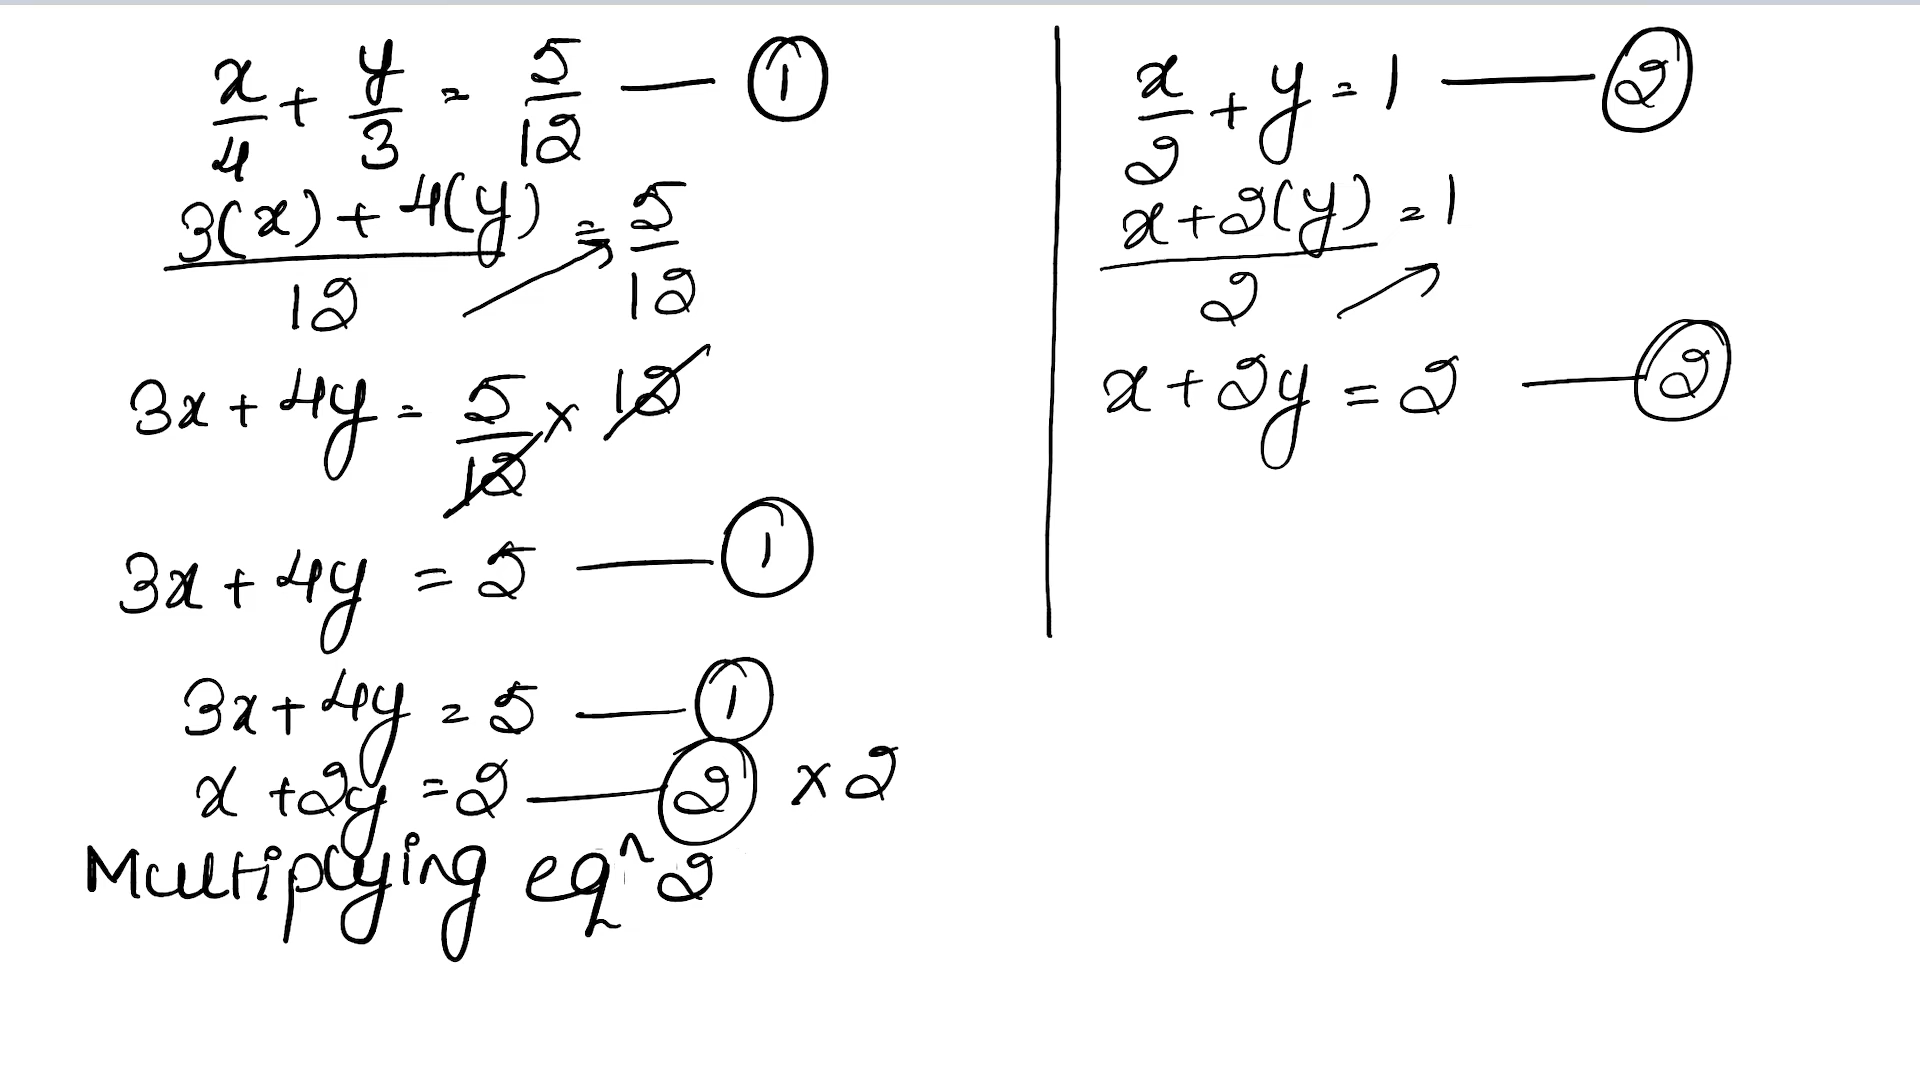 x/4 + y/3 = 5/12 — ①
3(x) + 4(y) / 12 = 5/12
3x + 4y = 5/12 × 12
3x + 4y = 5 — ①
3x + 4y = 5 — ①
x + 2y = 2 — ② × 2
Multiplying eqⁿ 2
x/2 + y = 1 — ②
x + 2(y) / 2 = 1
x + 2y = 2 — ②